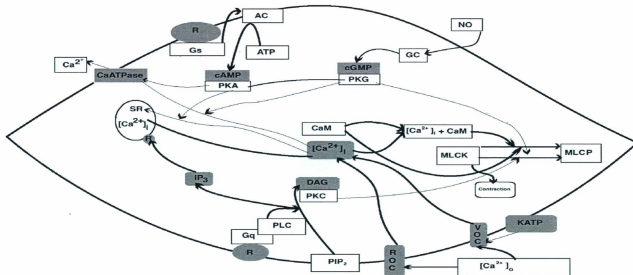 R
AC
NO
Gs
ATP
GC
Ca2+
CaATPase
cAMP
PKA
cGMP
PKG
SR
[Ca2+]i
CaM
[Ca2+]i + CaM
R
[Ca2+]i
MLCK
MLCP
IP3
DAG
PKC
Contraction
PLC
Gq
R
PIP2
ROC
VOC
KATP
[Ca2+]o